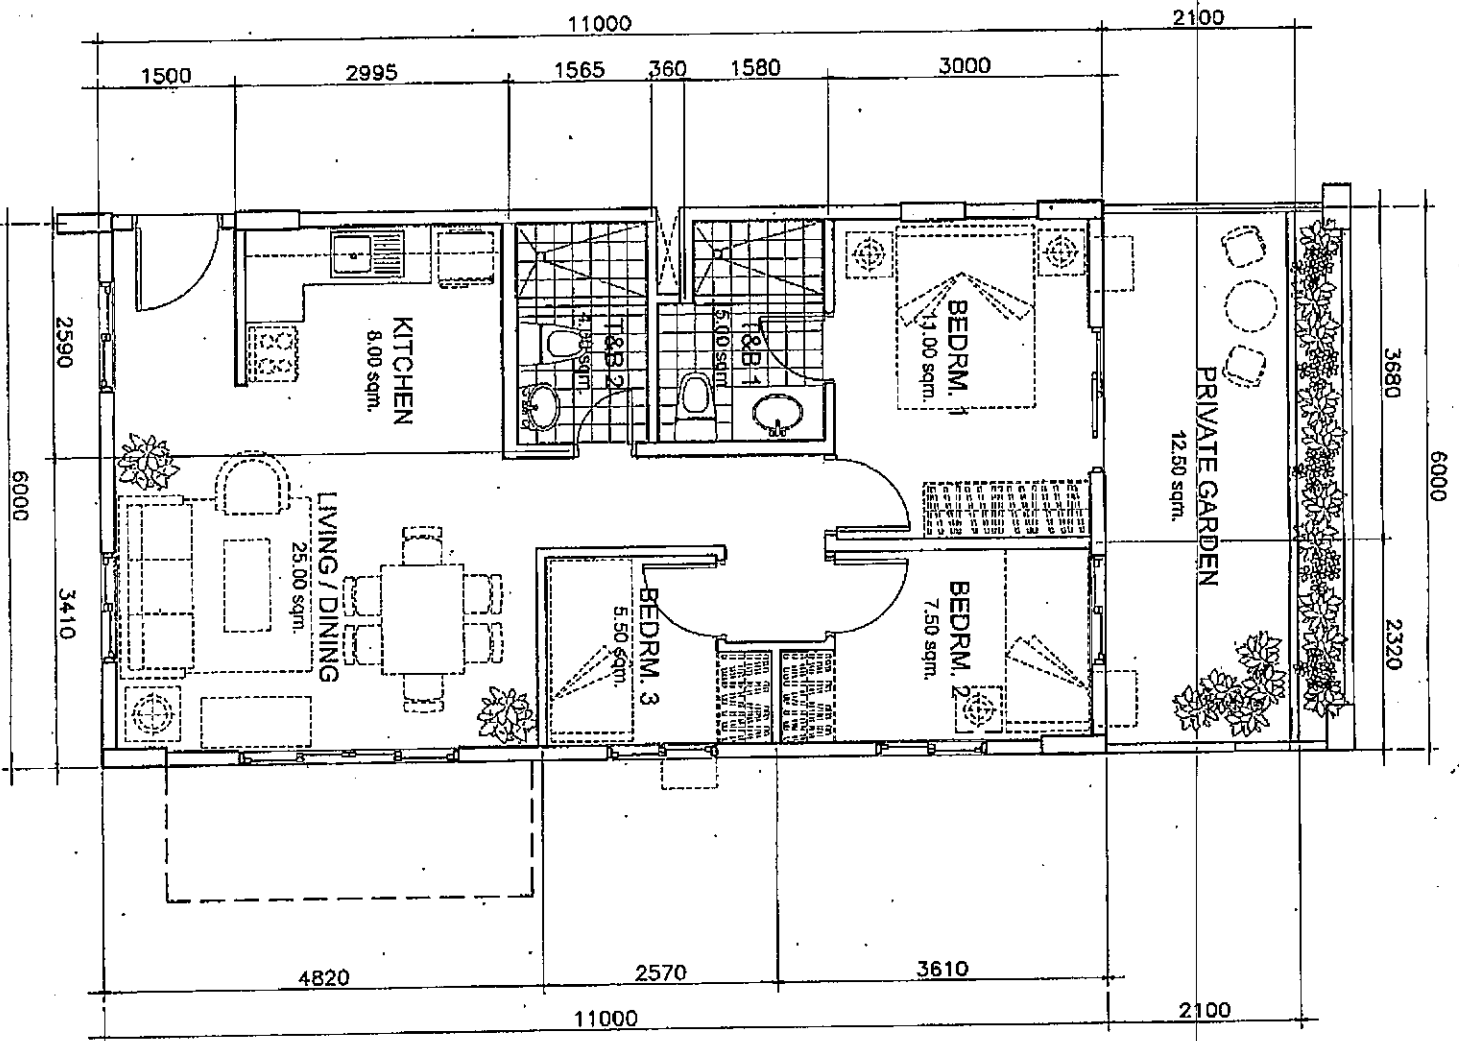 11000
2100
1500
2995
1565
360
1580
3000
2590
3410
6000
3680
2320
6000
KITCHEN
8.00 sqm.
T&B 2
T&B 1
5.00 sqm.
BEDRM. 1
11.00 sqm.
PRIVATE GARDEN
12.50 sqm.
LIVING / DINING
25.00 sqm.
BEDRM. 3
5.50 sqm.
BEDRM. 2
7.50 sqm.
4820
2570
3610
11000
2100